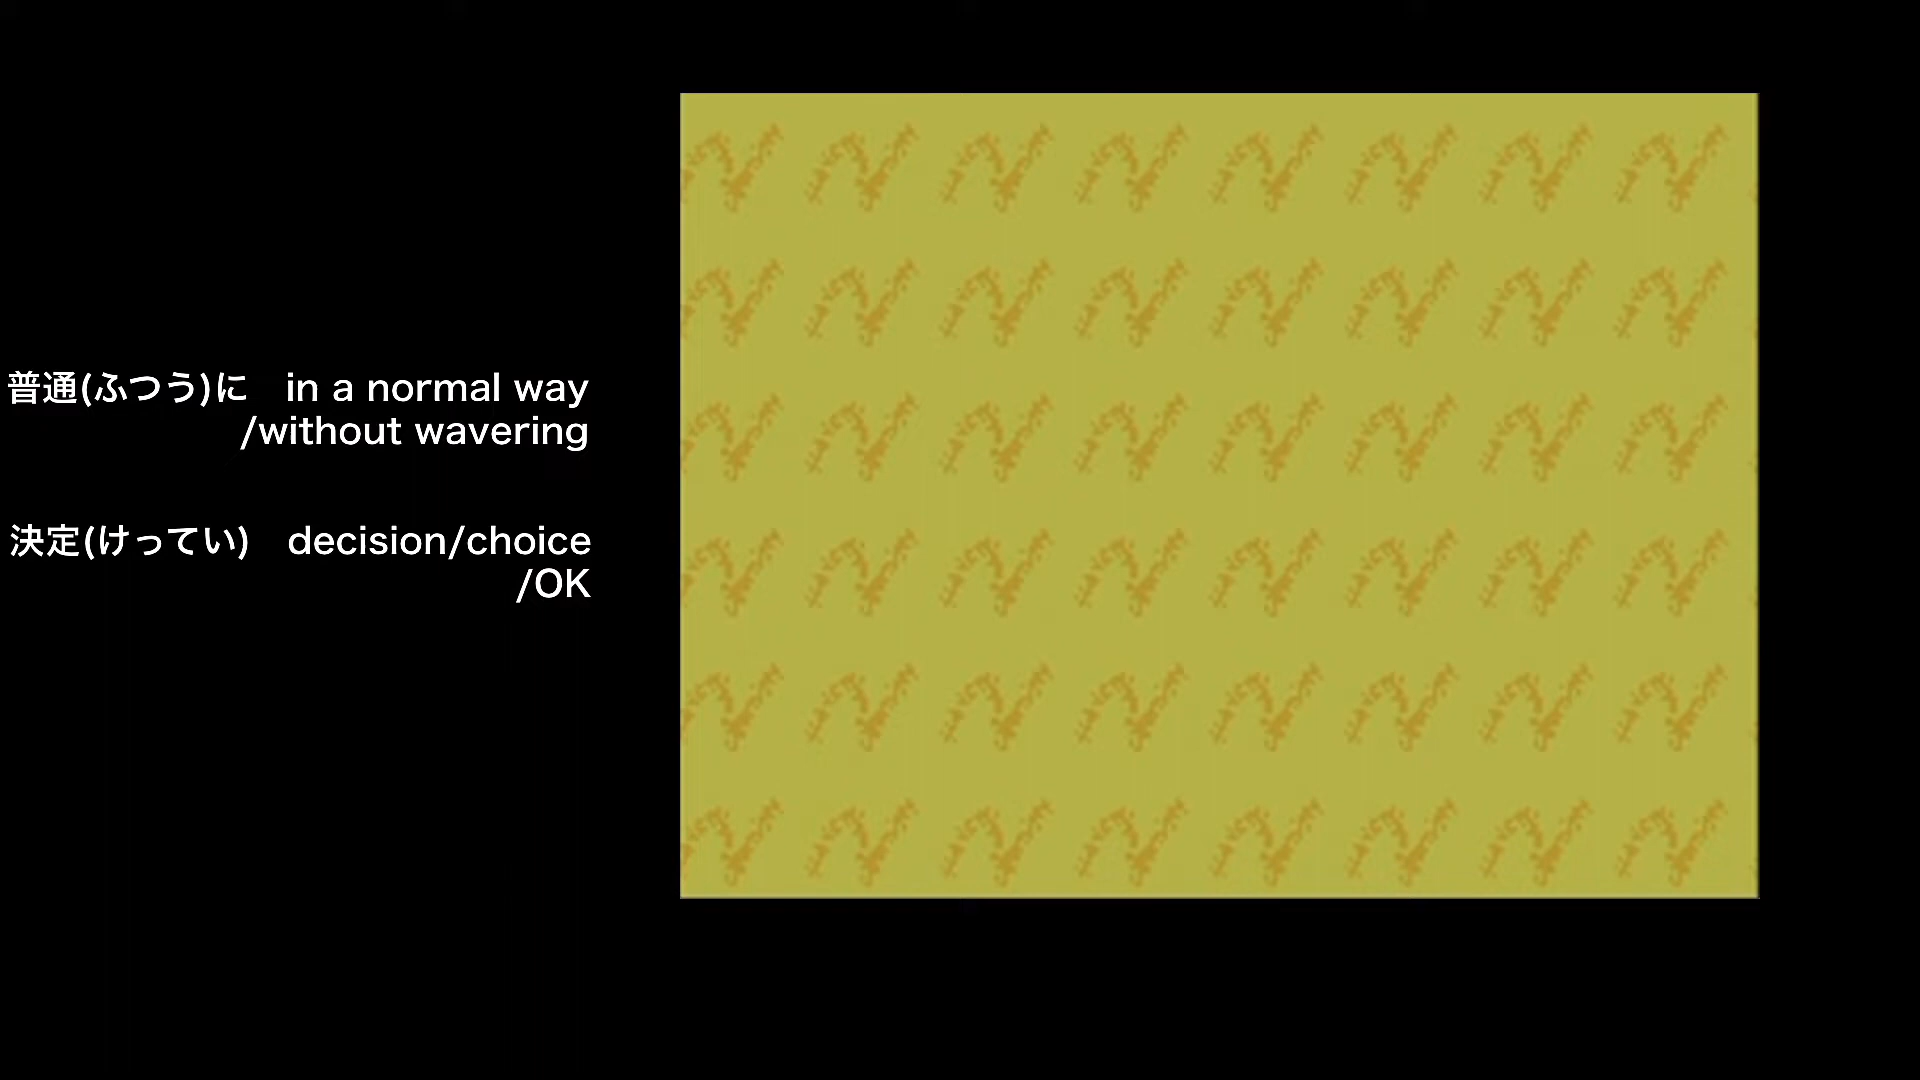 普通(ふつう)に　in a normal way
/without wavering
決定(けってい)　decision/choice
/OK